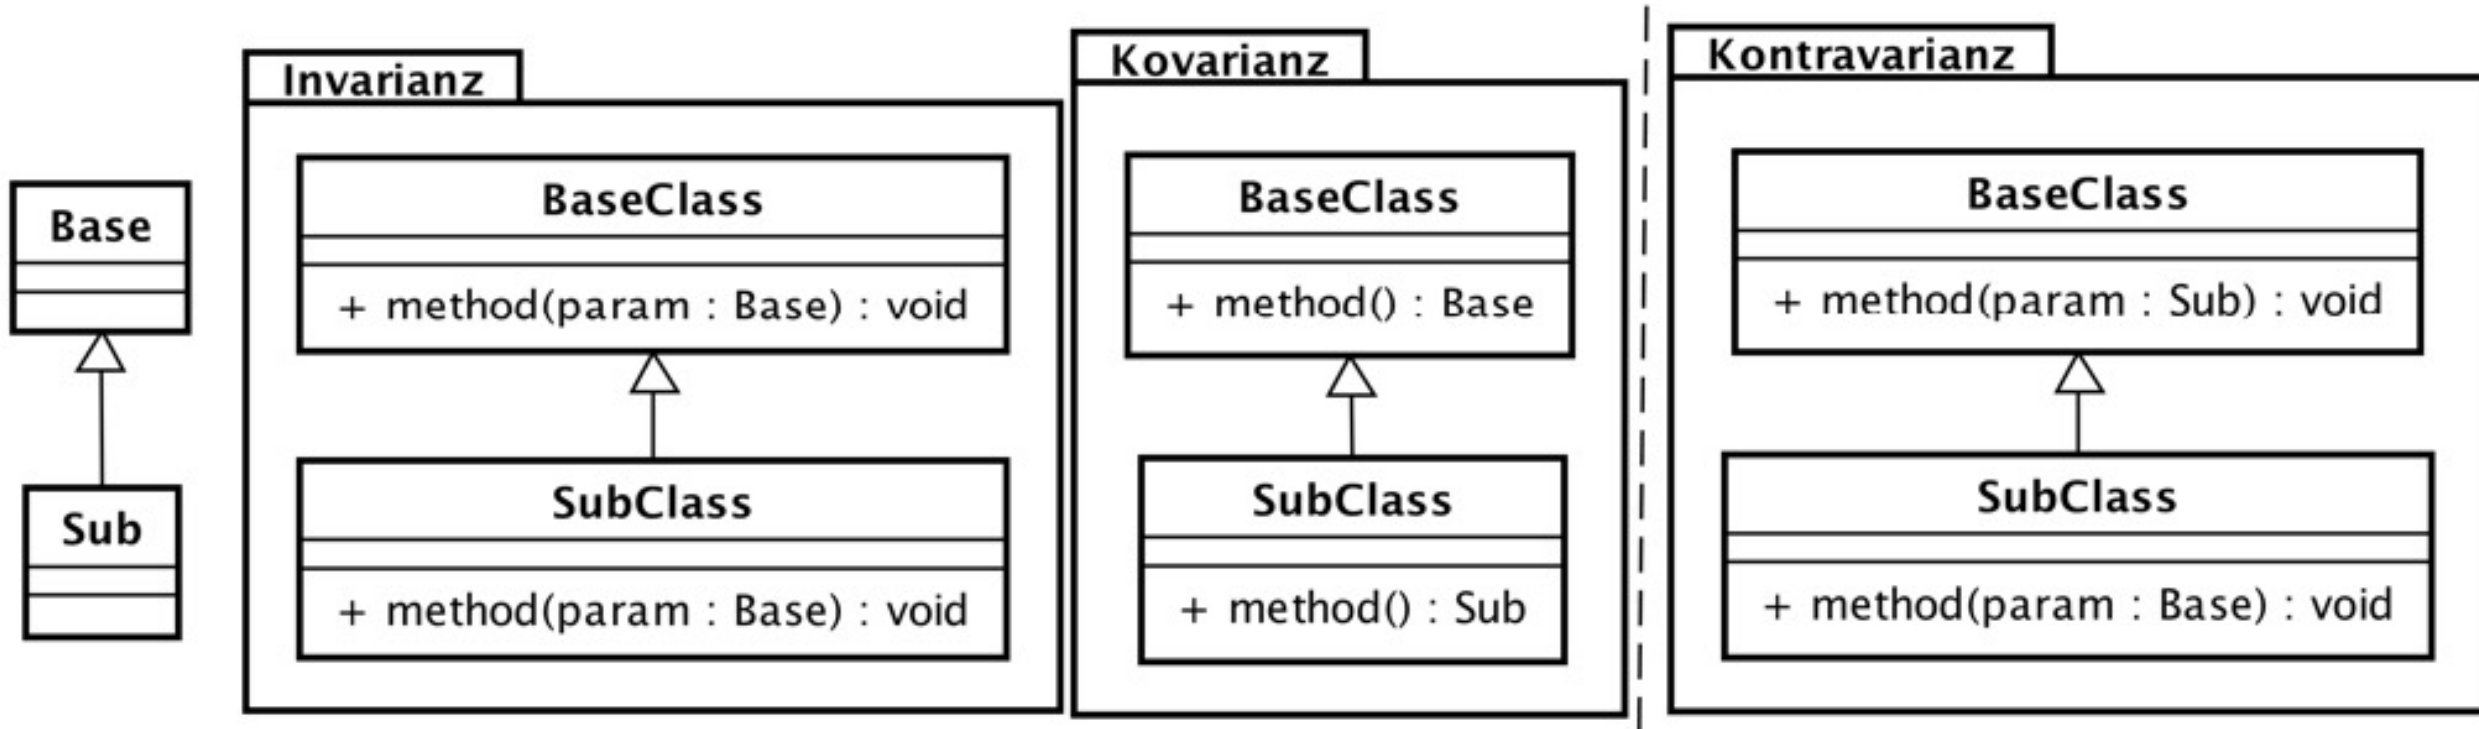 Base
Sub
Invarianz
BaseClass
+ method(param : Base) : void
SubClass
+ method(param : Base) : void
Kovarianz
BaseClass
+ method() : Base
SubClass
+ method() : Sub
Kontravarianz
BaseClass
+ method(param : Sub) : void
SubClass
+ method(param : Base) : void